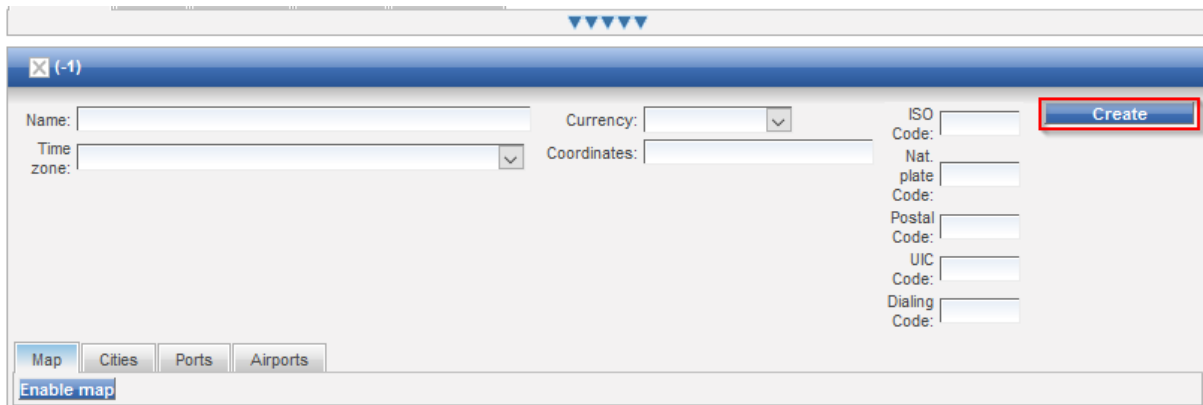 (-1)
Name:
Currency:
ISO
Code:
Create
Time
zone:
Coordinates:
Nat.
plate
Code:
Postal
Code:
UIC
Code:
Dialing
Code:
Map Cities Ports Airports
Enable map